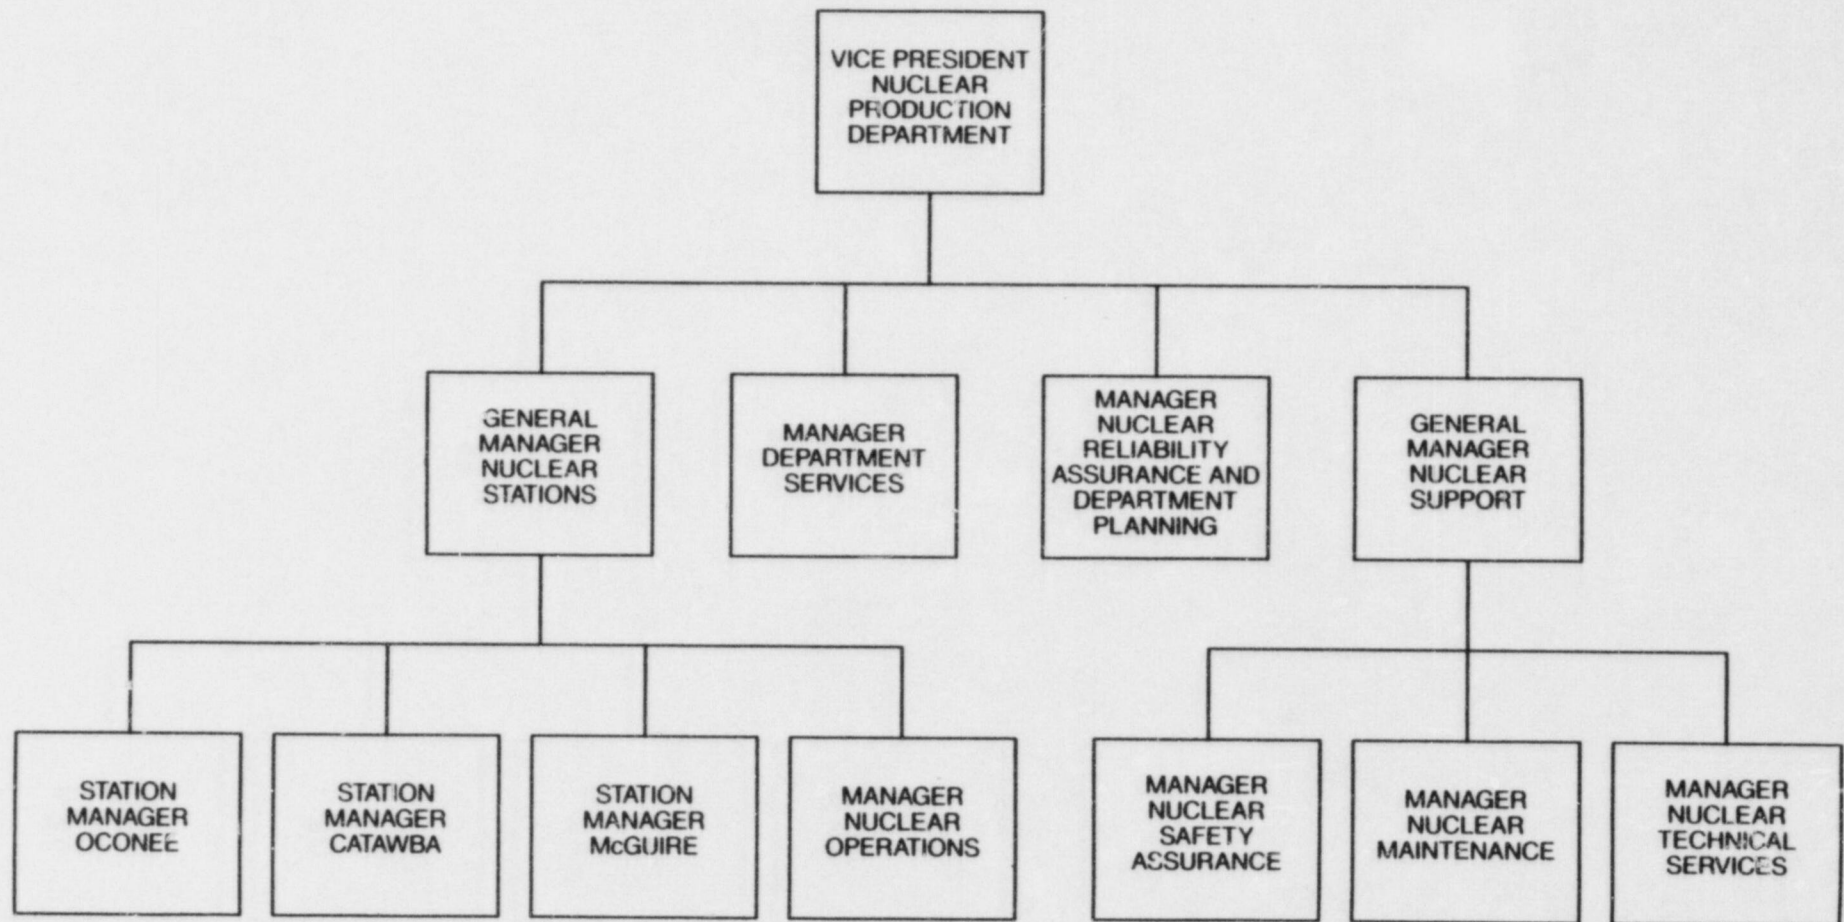 VICE PRESIDENT
NUCLEAR
PRODUCTION
DEPARTMENT
GENERAL
MANAGER
NUCLEAR
STATIONS
MANAGER
DEPARTMENT
SERVICES
MANAGER
NUCLEAR
RELIABILITY
ASSURANCE AND
DEPARTMENT
PLANNING
GENERAL
MANAGER
NUCLEAR
SUPPORT
STATION
MANAGER
OCONEE
STATION
MANAGER
CATAWBA
STATION
MANAGER
McGUIRE
MANAGER
NUCLEAR
OPERATIONS
MANAGER
NUCLEAR
SAFETY
ASSURANCE
MANAGER
NUCLEAR
MAINTENANCE
MANAGER
NUCLEAR
TECHNICAL
SERVICES